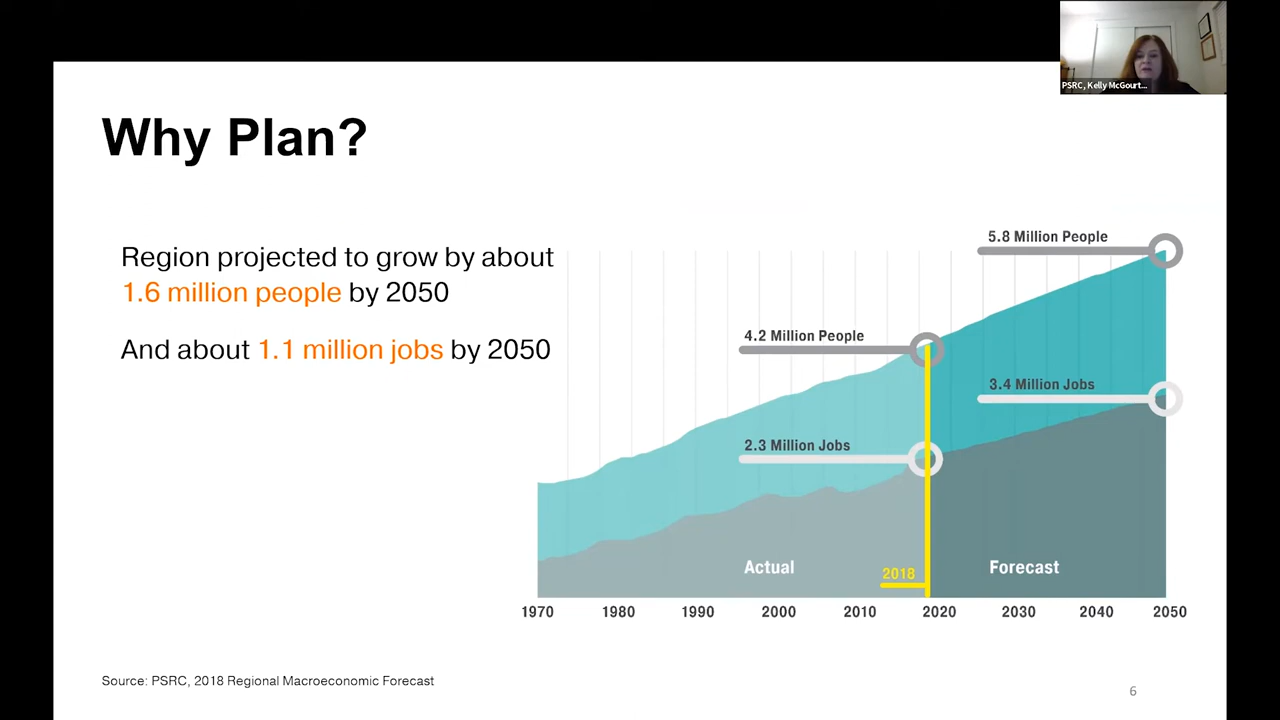 PSRC, Kelly McGourt...
Why Plan?
Region projected to grow by about
1.6 million people by 2050
And about 1.1 million jobs by 2050
5.8 Million People
4.2 Million People
3.4 Million Jobs
2.3 Million Jobs
Actual
Forecast
2018
1970 1980 1990 2000 2010 2020 2030 2040 2050
Source: PSRC, 2018 Regional Macroeconomic Forecast
6